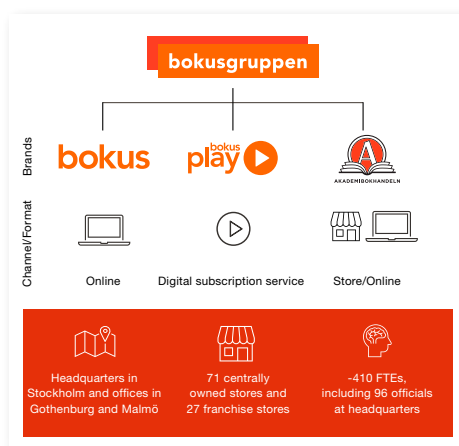 bokusgruppen
Brands
bokus
bokus
play
A
AKADEMIBOKHANDELN
Channel/Format
Online
Digital subscription service
Store/Online
Headquarters in
Stockholm and offices in
Gothenburg and Malmö
71 centrally
owned stores and
27 franchise stores
-410 FTEs,
including 96 officials
at headquarters